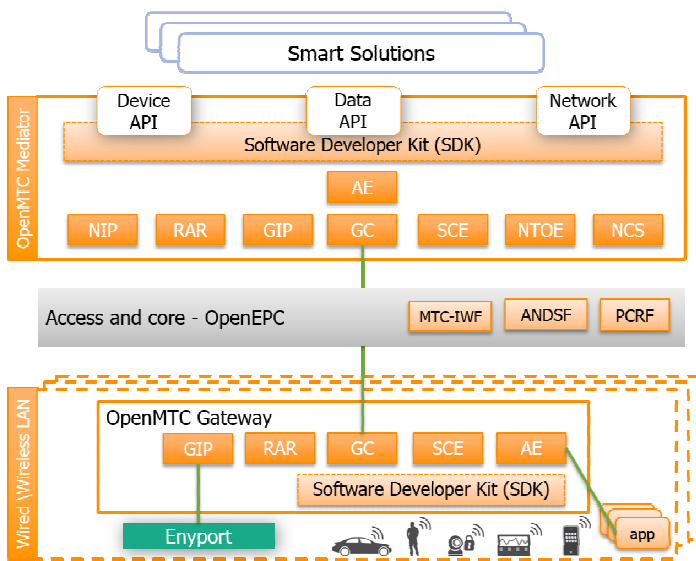 Smart Solutions
OpenMTC Mediator
Device
API
Data
API
Network
API
Software Developer Kit (SDK)
AE
NIP
RAR
GIP
GC
SCE
NTOE
NCS
Access and core - OpenEPC
MTC-IWF
ANDSF
PCRF
Wired \Wireless LAN
OpenMTC Gateway
GIP
RAR
GC
SCE
AE
Software Developer Kit (SDK)
Enyport
app